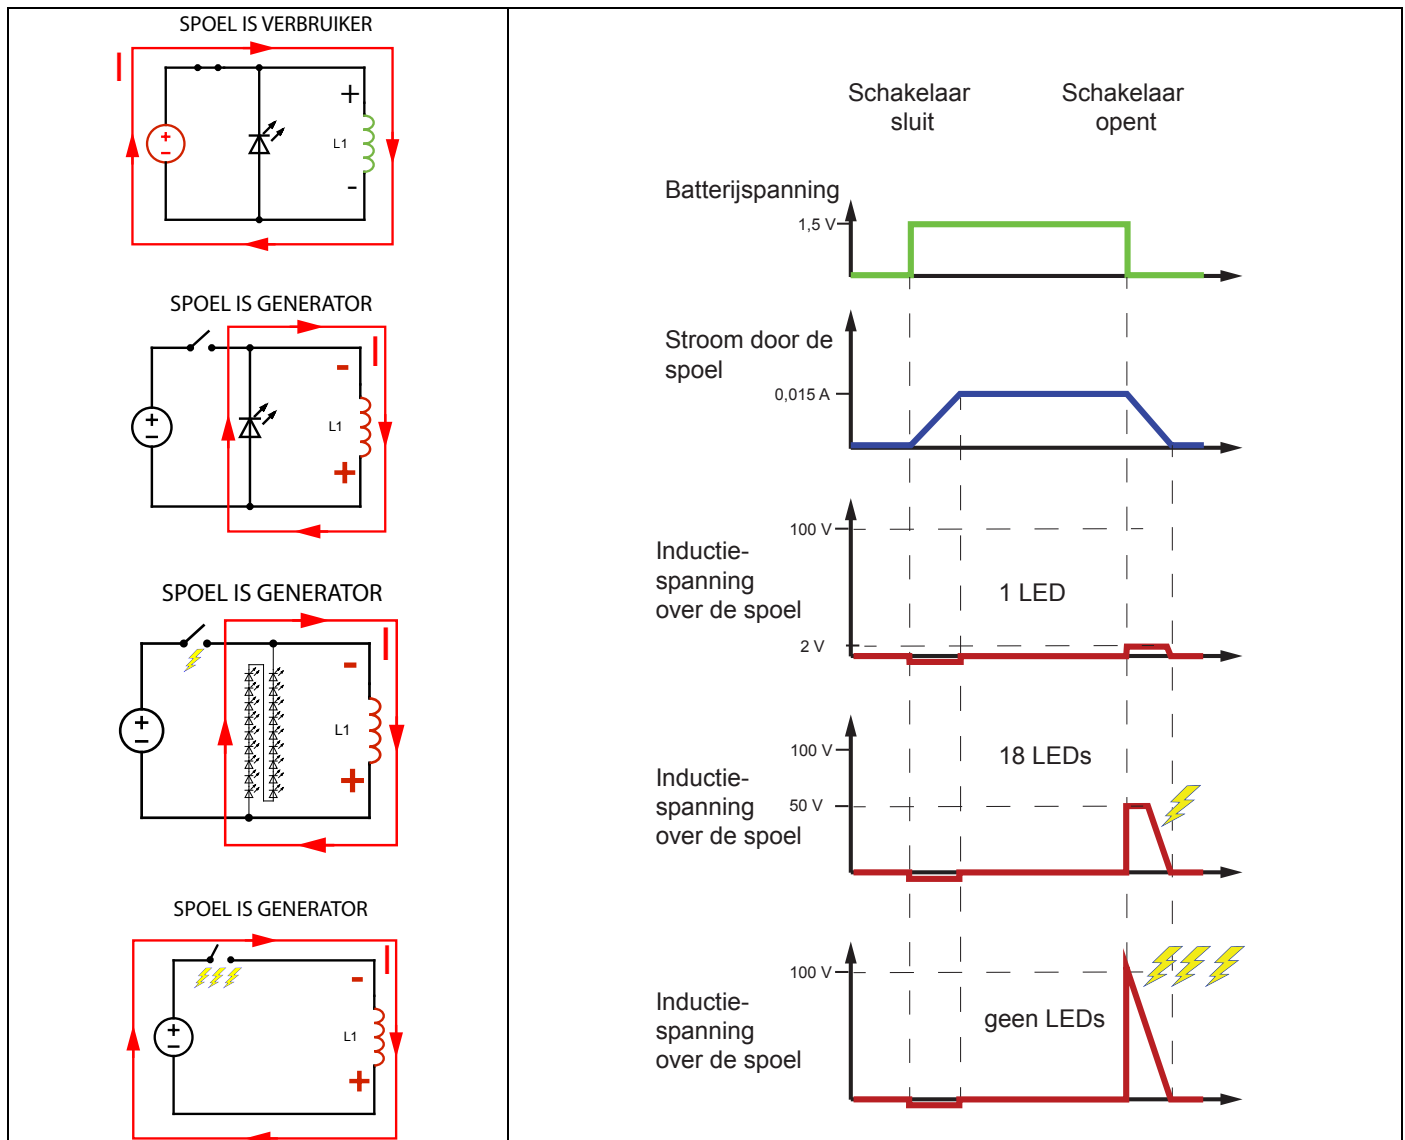 SPOEL IS VERBRUIKER
I
+
+
−
L1
-
SPOEL IS GENERATOR
I
-
+
−
L1
+
SPOEL IS GENERATOR
I
-
+
−
L1
+
SPOEL IS GENERATOR
I
-
+
−
L1
+
Schakelaar
sluit
Schakelaar
opent
Batterijspanning
1,5 V
Stroom door de
spoel
0,015 A
100 V
Inductie-
spanning
over de spoel
1 LED
2 V
100 V
18 LEDs
Inductie-
spanning
over de spoel
50 V
100 V
Inductie-
spanning
over de spoel
geen LEDs